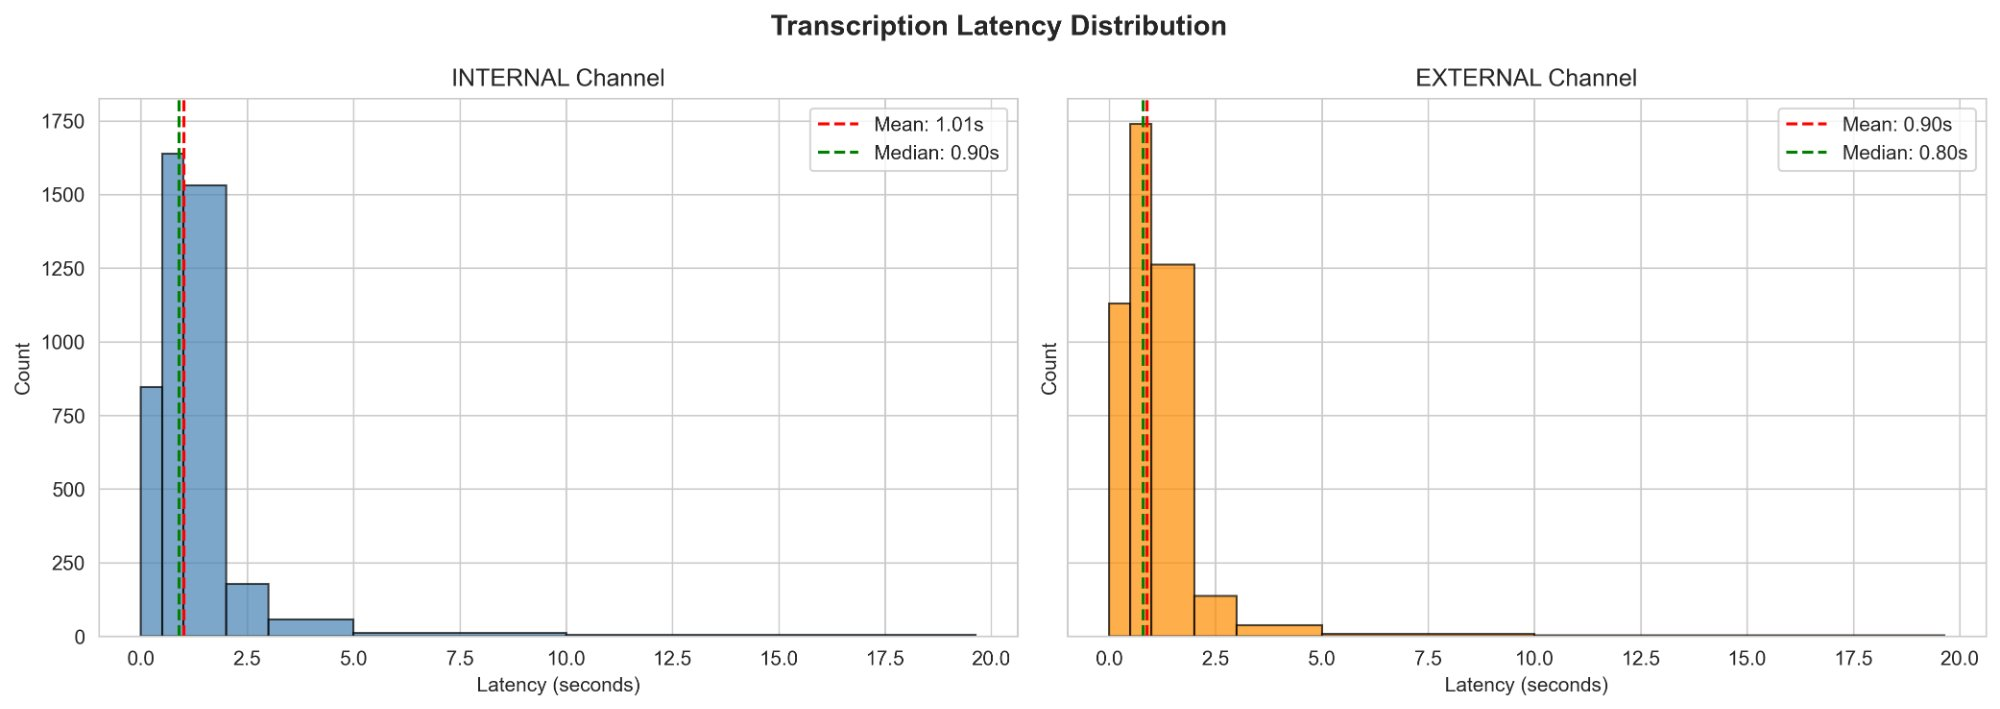 Transcription Latency Distribution
INTERNAL Channel
Mean: 1.01s
Median: 0.90s
1750
1500
1250
1000
750
500
250
0
Count
0.0 2.5 5.0 7.5 10.0 12.5 15.0 17.5 20.0
Latency (seconds)
EXTERNAL Channel
Mean: 0.90s
Median: 0.80s
Count
0.0 2.5 5.0 7.5 10.0 12.5 15.0 17.5 20.0
Latency (seconds)